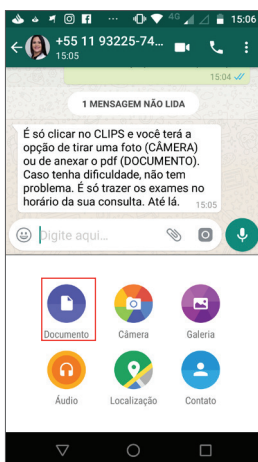 4G 15:06
+55 11 93225-74...
15:05
15:04
1 MENSAGEM NÃO LIDA
É só clicar no CLIPS e você terá a
opção de tirar uma foto (CÂMERA)
ou de anexar o pdf (DOCUMENTO).
Caso tenha dificuldade, não tem
problema. É só trazer os exames no
horário da sua consulta. Até lá. 15:05
Digite aqui...
Documento Câmera Galeria
Áudio Localização Contato